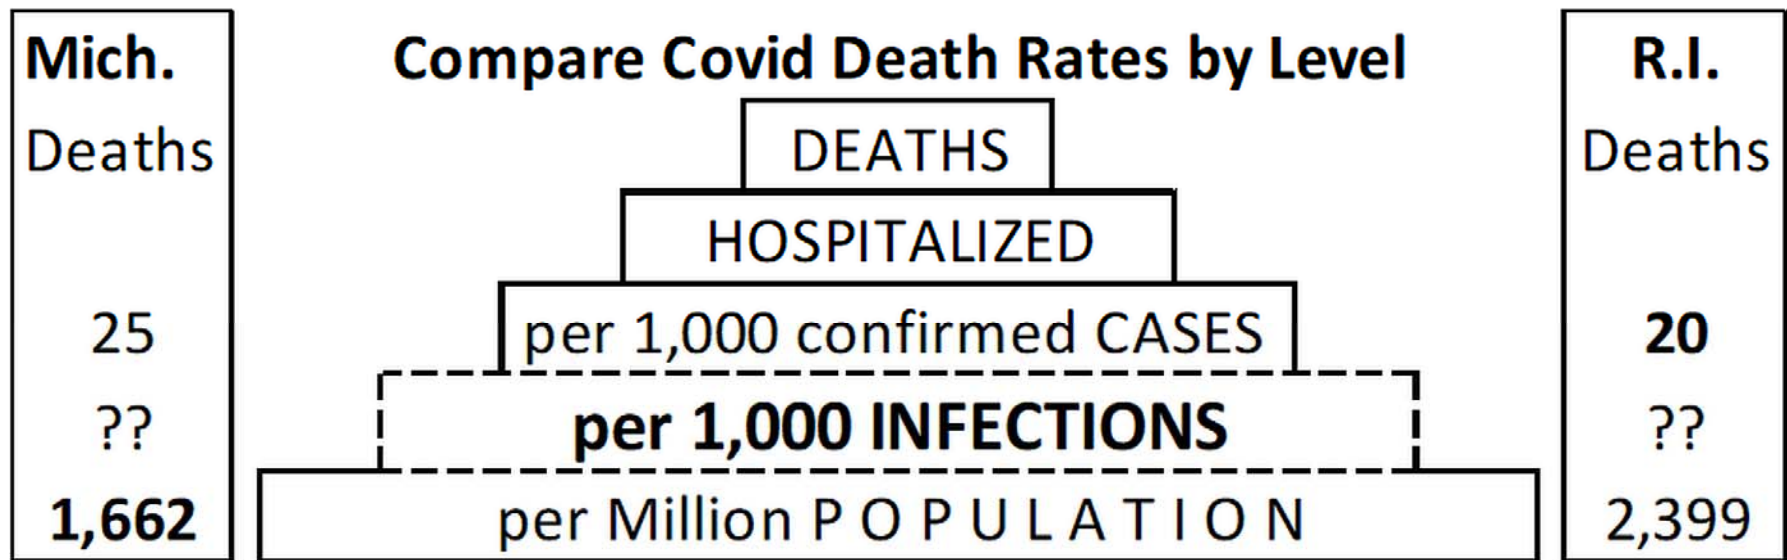 Mich. Compare Covid Death Rates by Level R.I.
Deaths DEATHS Deaths
HOSPITALIZED
25 per 1,000 confirmed CASES 20
?? per 1,000 INFECTIONS ??
1,662 per Million P O P U L A T I O N 2,399